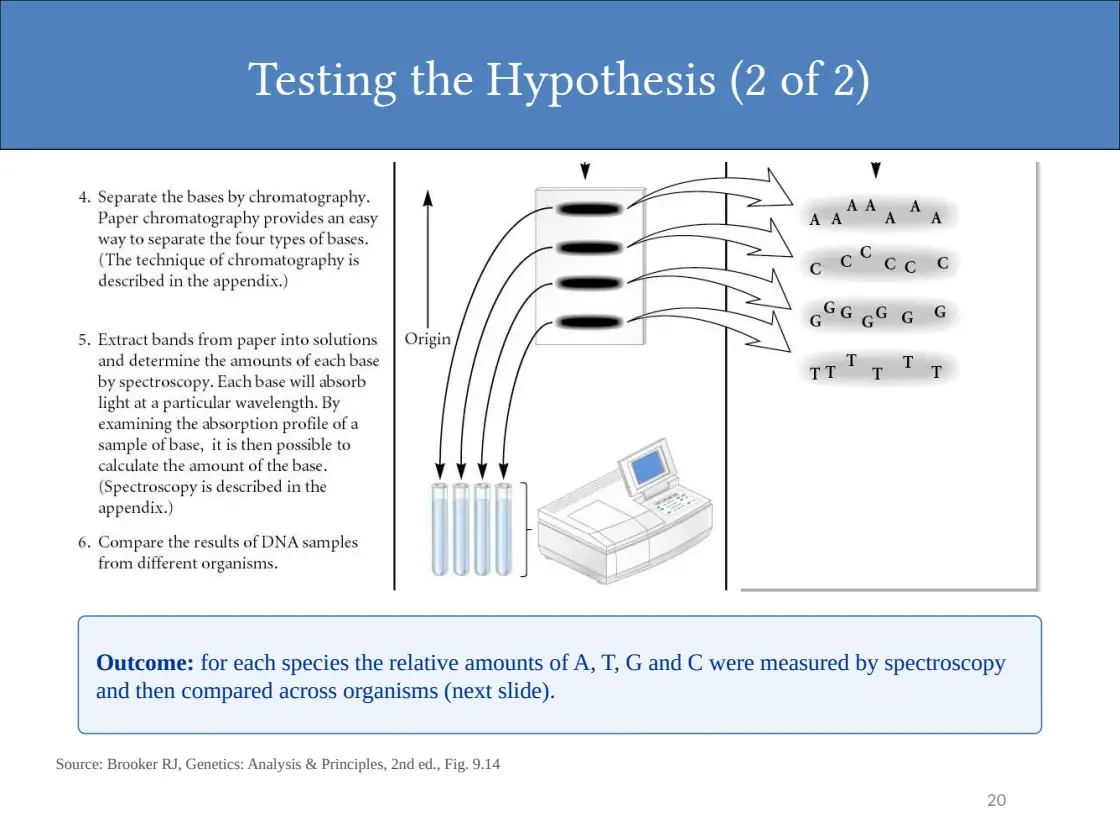 Testing the Hypothesis (2 of 2)
4. Separate the bases by chromatography.
Paper chromatography provides an easy
way to separate the four types of bases.
(The technique of chromatography is
described in the appendix.)
5. Extract bands from paper into solutions
and determine the amounts of each base
by spectroscopy. Each base will absorb
light at a particular wavelength. By
examining the absorption profile of a
sample of base, it is then possible to
calculate the amount of the base.
(Spectroscopy is described in the
appendix.)
6. Compare the results of DNA samples
from different organisms.
Origin
A A A A A A A
C C C C C C
G G G G G G G
T T T T T T
Outcome: for each species the relative amounts of A, T, G and C were measured by spectroscopy
and then compared across organisms (next slide).
Source: Brooker RJ, Genetics: Analysis & Principles, 2nd ed., Fig. 9.14
20